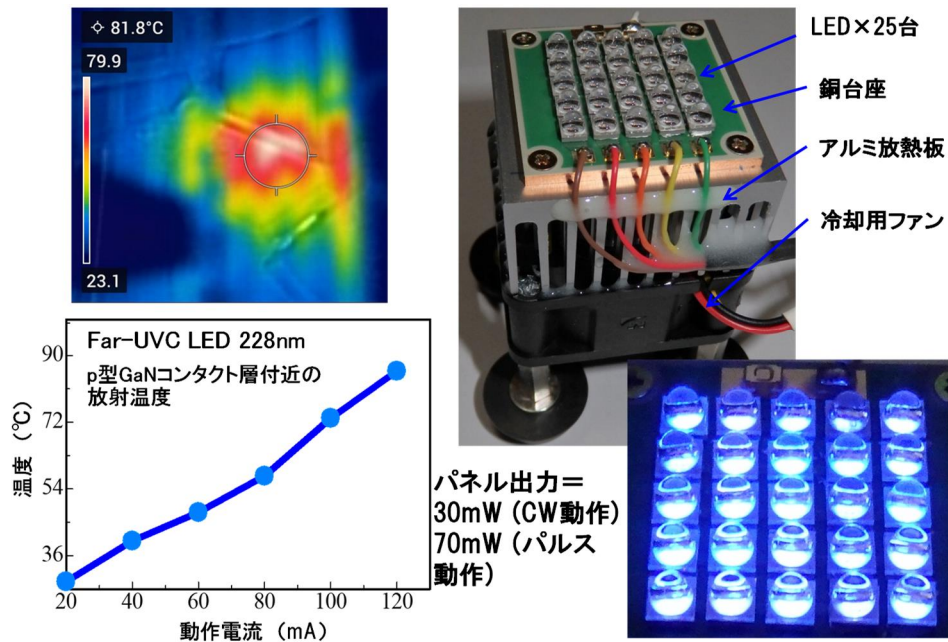 81.8°C
79.9
23.1
LED×25台
銅台座
アルミ放熱板
冷却用ファン
Far-UVC LED 228nm
p型GaNコンタクト層付近の
放射温度
温度 (℃)
90
72
54
36
20 40 60 80 100 120
動作電流 (mA)
パネル出力＝
30mW (CW動作)
70mW (パルス
動作)